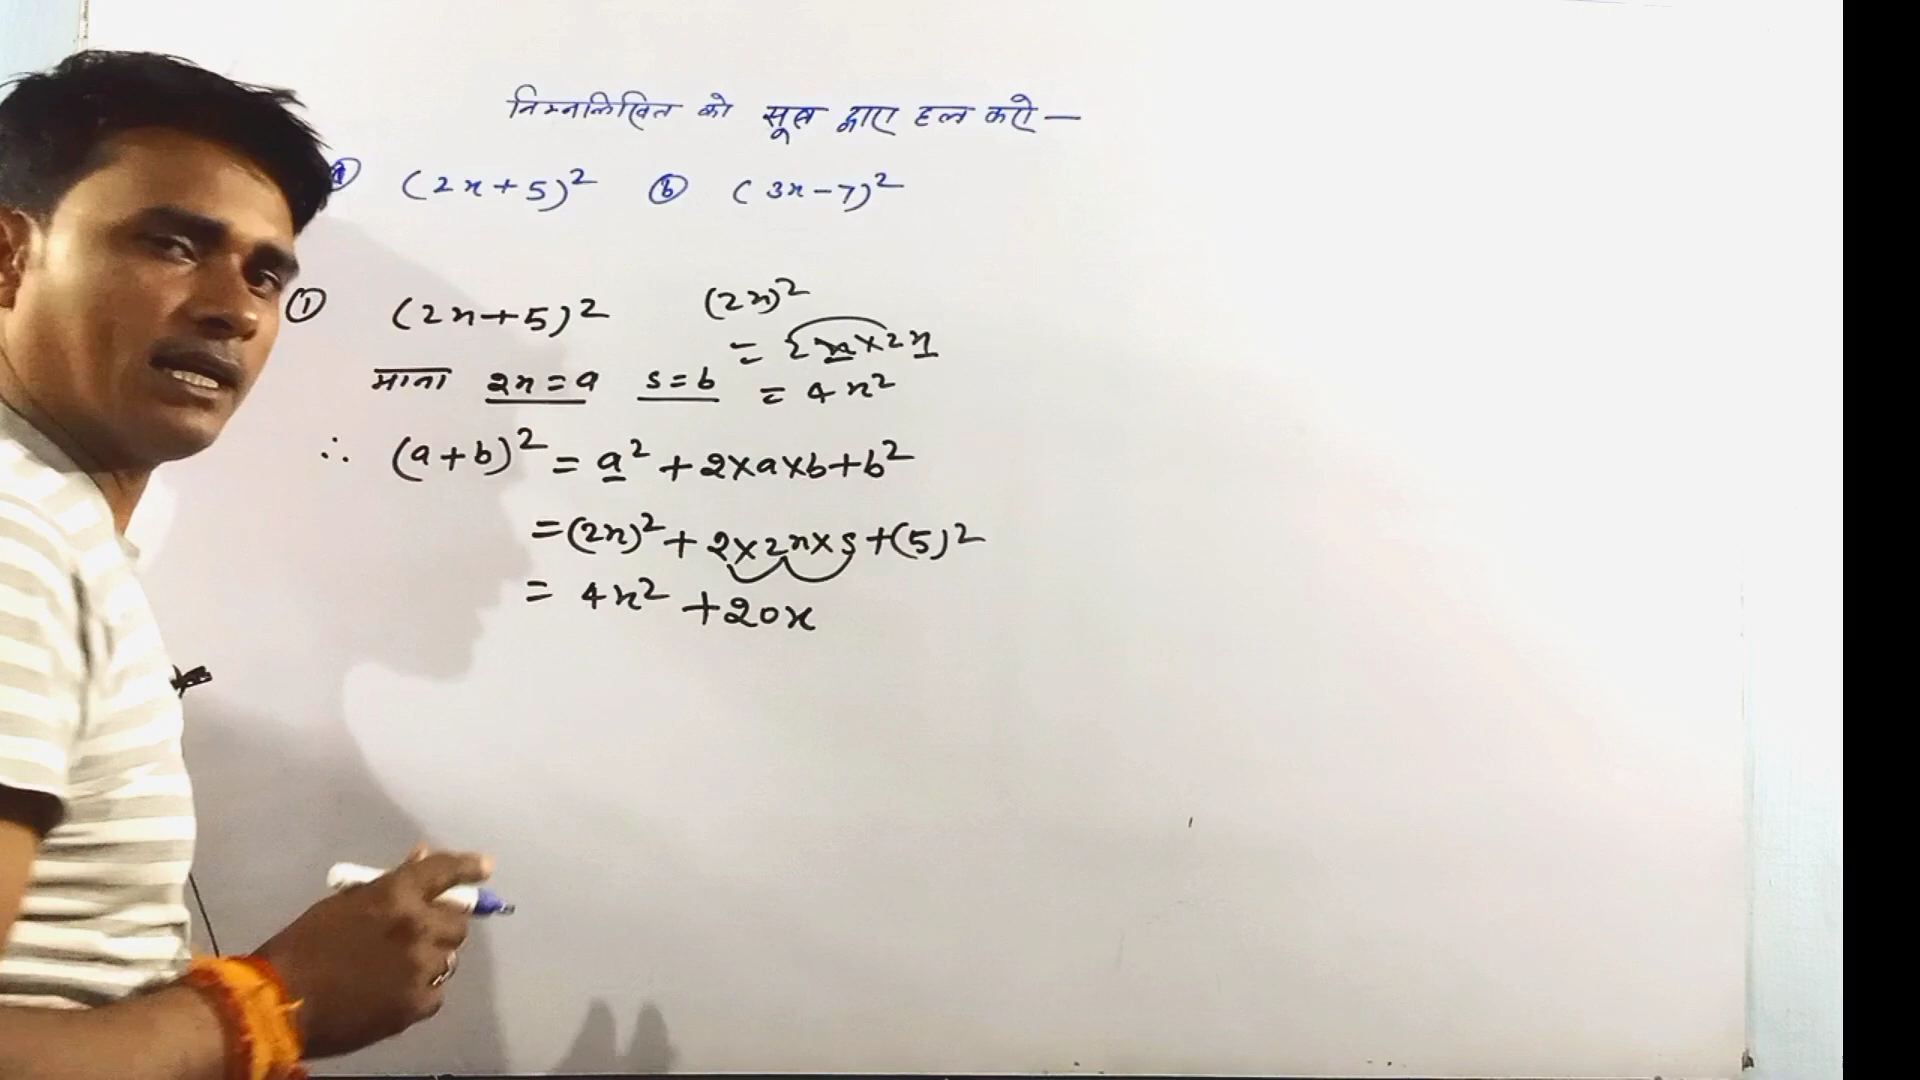 निम्नलिखित को सूत्र द्वारा हल करो —
(2x+5)² ⓑ (3x-7)²
① (2x+5)² (2x)²
= 2x×2x
माना 2x=a 5=b = 4x²
∴ (a+b)² = a² + 2×a×b+b²
=(2x)² + 2×2x×5 +(5)²
= 4x² +20x